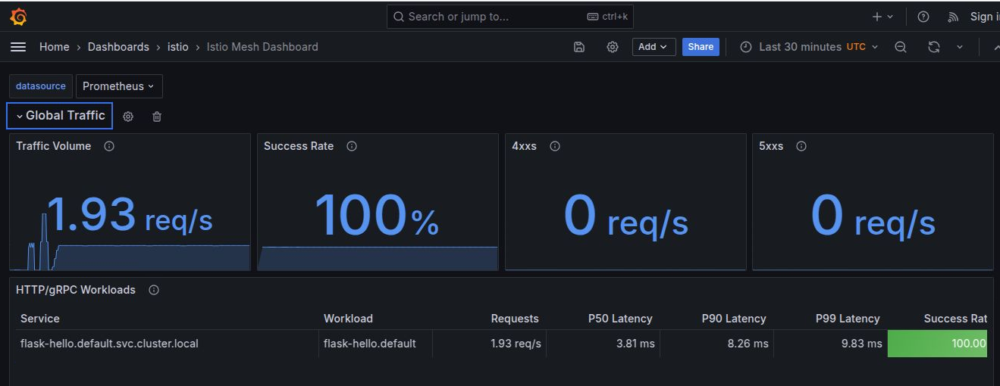 Search or jump to... ctrl+k
Sign i
Home › Dashboards › istio › Istio Mesh Dashboard
Add Share Last 30 minutes UTC
datasource Prometheus
Global Traffic
Traffic Volume Success Rate 4xxs 5xxs
1.93 req/s 100% 0 req/s 0 req/s
HTTP/gRPC Workloads
Service Workload Requests P50 Latency P90 Latency P99 Latency Success Rat
flask-hello.default.svc.cluster.local flask-hello.default 1.93 req/s 3.81 ms 8.26 ms 9.83 ms 100.00